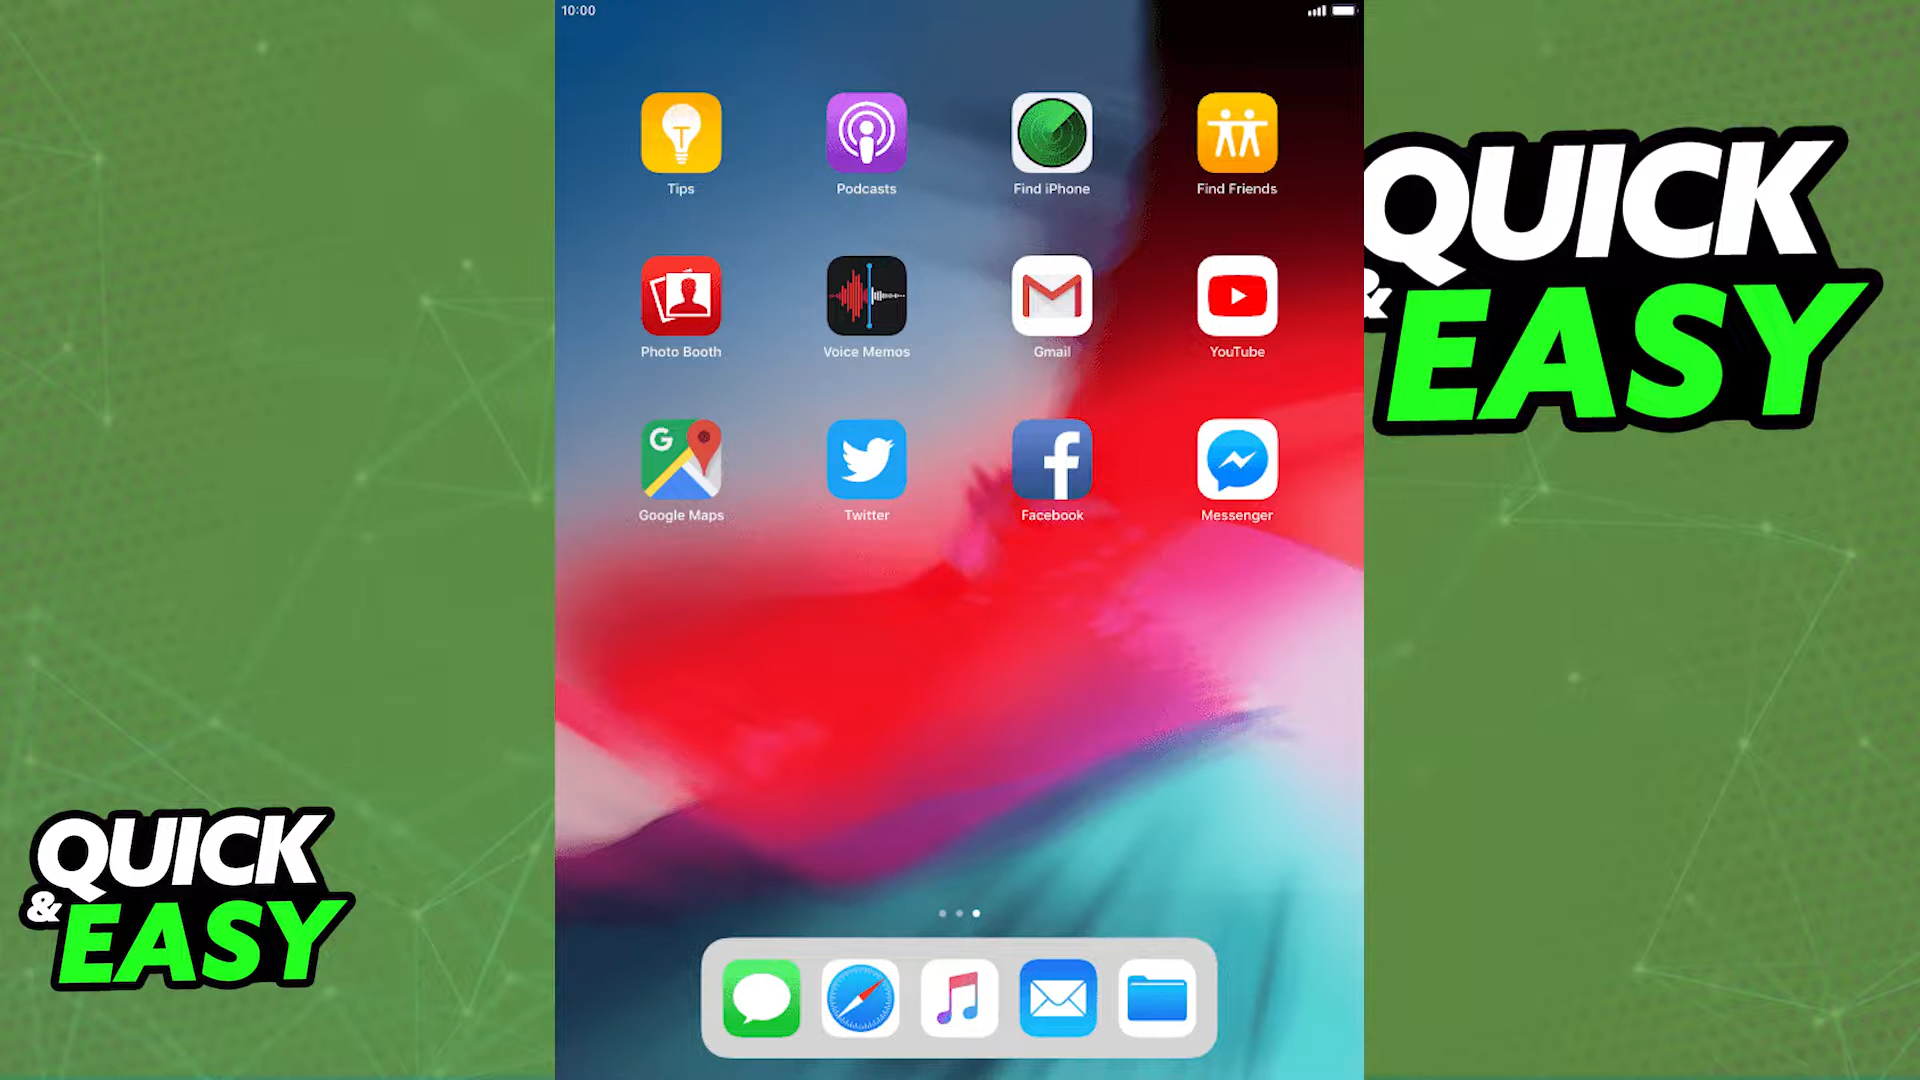 10:00
Tips
Podcasts
Find iPhone
Find Friends
Photo Booth
Voice Memos
Gmail
YouTube
G
Google Maps
Twitter
f
Facebook
Messenger
QUICK
& EASY
QUICK
& EASY